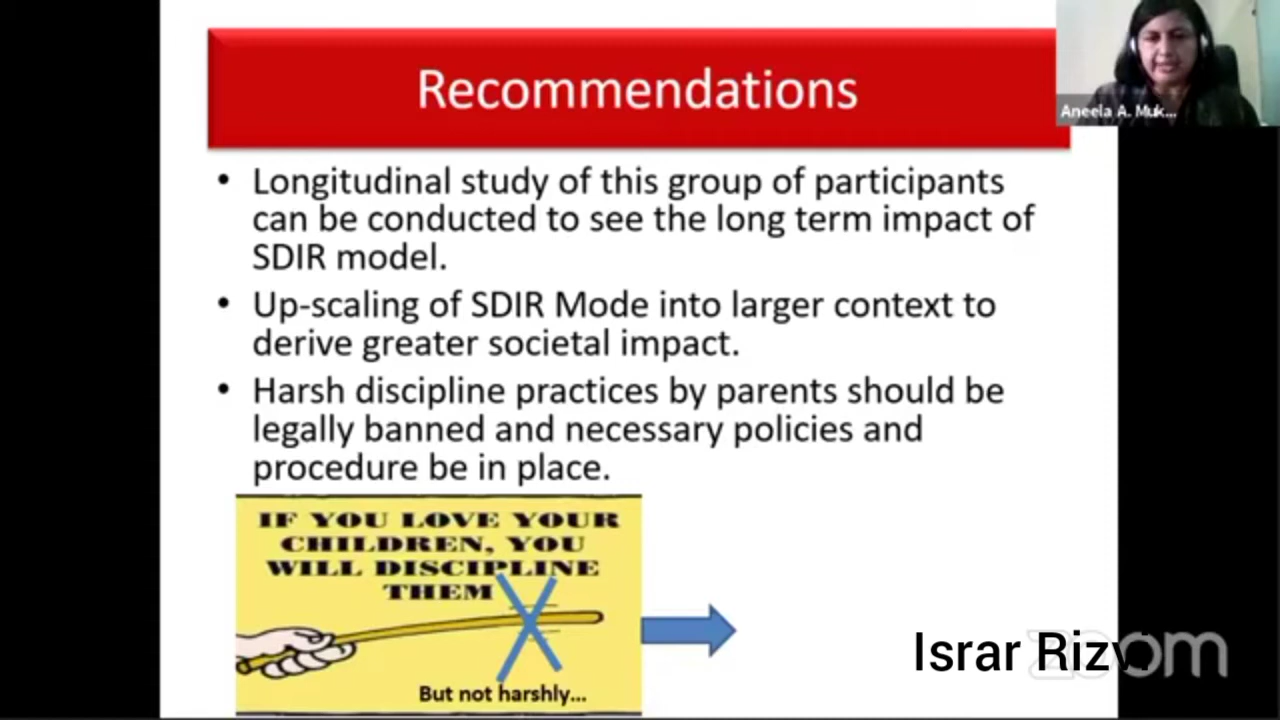 Recommendations
Aneela A. Muk...
• Longitudinal study of this group of participants
can be conducted to see the long term impact of
SDIR model.
• Up-scaling of SDIR Mode into larger context to
derive greater societal impact.
• Harsh discipline practices by parents should be
legally banned and necessary policies and
procedure be in place.
IF YOU LOVE YOUR
CHILDREN, YOU
WILL DISCIPLINE
THEM
But not harshly...
Israr Rizvi
zoom